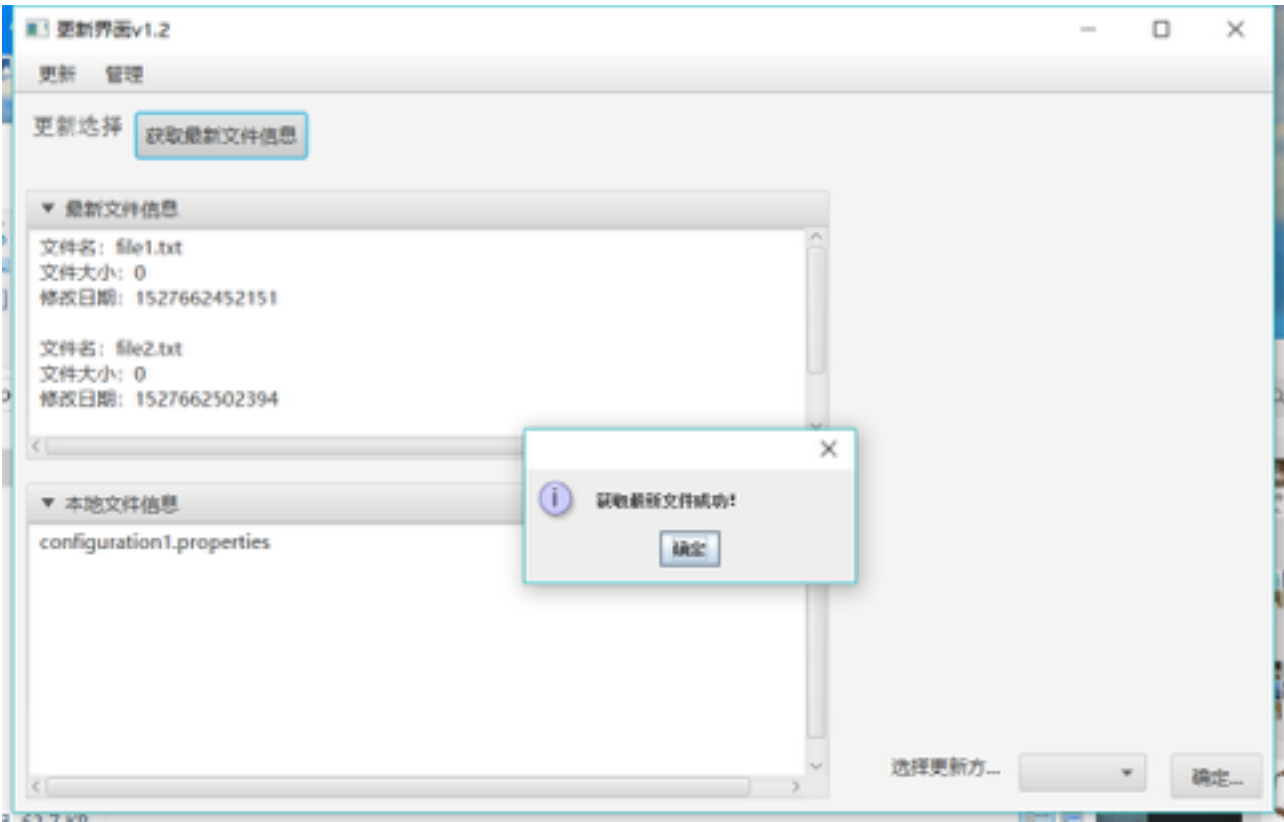 更新界面v1.2
更新 管理
更新选择 获取最新文件信息
最新文件信息
文件名：file1.txt
文件大小：0
修改日期：1527662452151
文件名：file2.txt
文件大小：0
修改日期：1527662502394
获取最新文件成功！
确定
本地文件信息
configuration1.properties
选择更新方... 确定...
62.7 KB